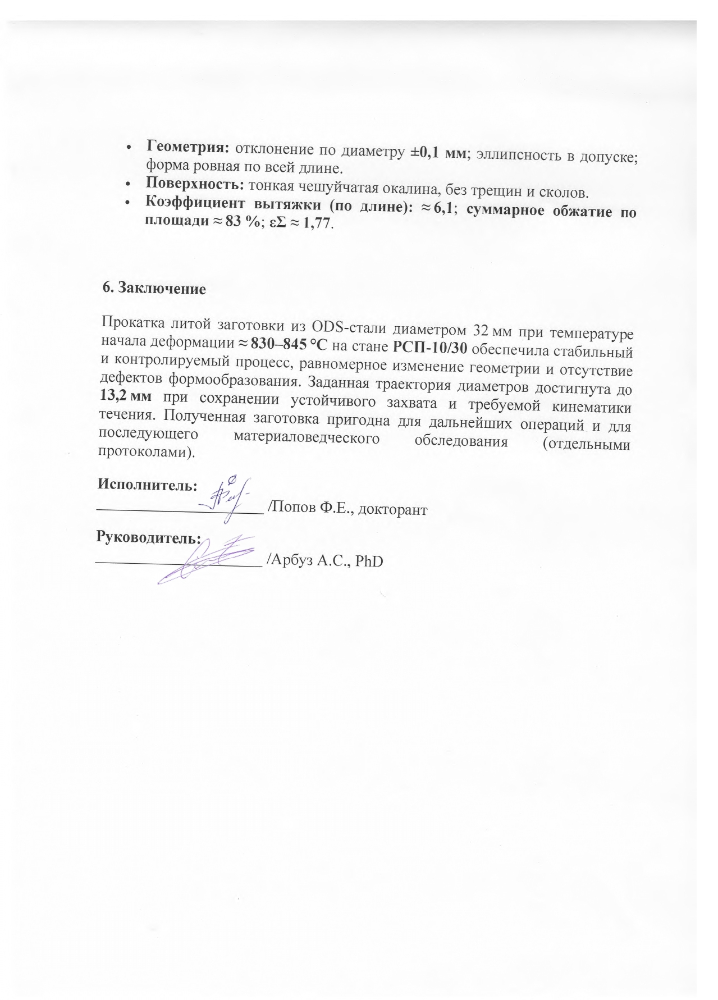 • Геометрия: отклонение по диаметру ±0,1 мм; эллипсность в допуске;
форма ровная по всей длине.
• Поверхность: тонкая чешуйчатая окалина, без трещин и сколов.
• Коэффициент вытяжки (по длине): ≈ 6,1; суммарное обжатие по
площади ≈ 83 %; εΣ ≈ 1,77.
6. Заключение
Прокатка литой заготовки из ODS-стали диаметром 32 мм при температуре
начала деформации ≈ 830–845 °C на стане РСП-10/30 обеспечила стабильный
и контролируемый процесс, равномерное изменение геометрии и отсутствие
дефектов формообразования. Заданная траектория диаметров достигнута до
13,2 мм при сохранении устойчивого захвата и требуемой кинематики
течения. Полученная заготовка пригодна для дальнейших операций и для
последующего материаловедческого обследования (отдельными
протоколами).
Исполнитель:
/Попов Ф.Е., докторант
Руководитель:
/Арбуз А.С., PhD